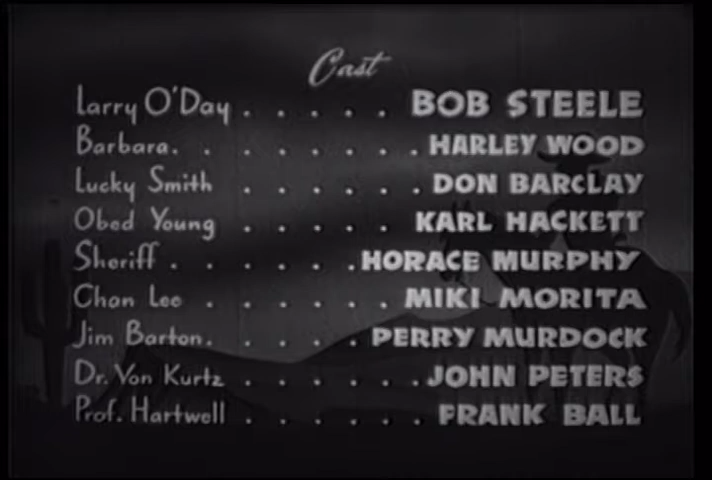 Cast
Larry O'Day . . . . . BOB STEELE
Barbara. . . . . . . . HARLEY WOOD
Lucky Smith . . . . . . DON BARCLAY
Obed Young . . . . . KARL HACKETT
Sheriff . . . . . . HORACE MURPHY
Chan Lee . . . . . . MIKI MORITA
Jim Barton. . . . . PERRY MURDOCK
Dr. Von Kurtz . . . . . . JOHN PETERS
Prof. Hartwell . . . . . . FRANK BALL